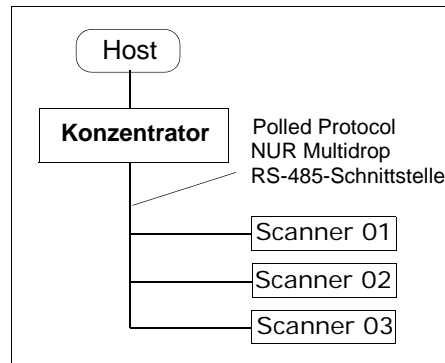 Host
Konzentrator
Polled Protocol
NUR Multidrop
RS-485-Schnittstelle
Scanner 01
Scanner 02
Scanner 03